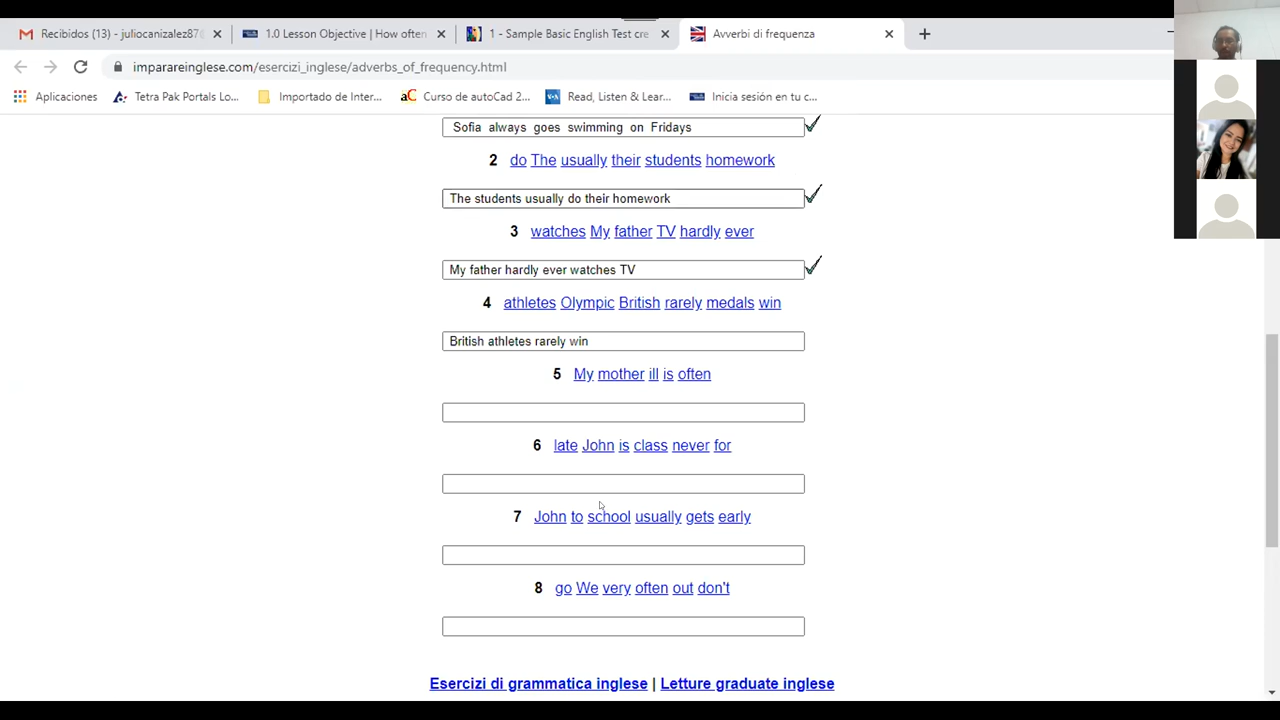 Recibidos (13) - juliocanizalez87
1.0 Lesson Objective | How often
1 - Sample Basic English Test cre
Avverbi di frequenza
imparareinglese.com/esercizi_inglese/adverbs_of_frequency.html
Aplicaciones
Tetra Pak Portals Lo...
Importado de Inter...
Curso de autoCad 2...
Read, Listen & Lear...
Inicia sesión en tu c...
Sofia always goes swimming on Fridays
2 do The usually their students homework
The students usually do their homework
3 watches My father TV hardly ever
My father hardly ever watches TV
4 athletes Olympic British rarely medals win
British athletes rarely win
5 My mother ill is often
6 late John is class never for
7 John to school usually gets early
8 go We very often out don't
Esercizi di grammatica inglese | Letture graduate inglese